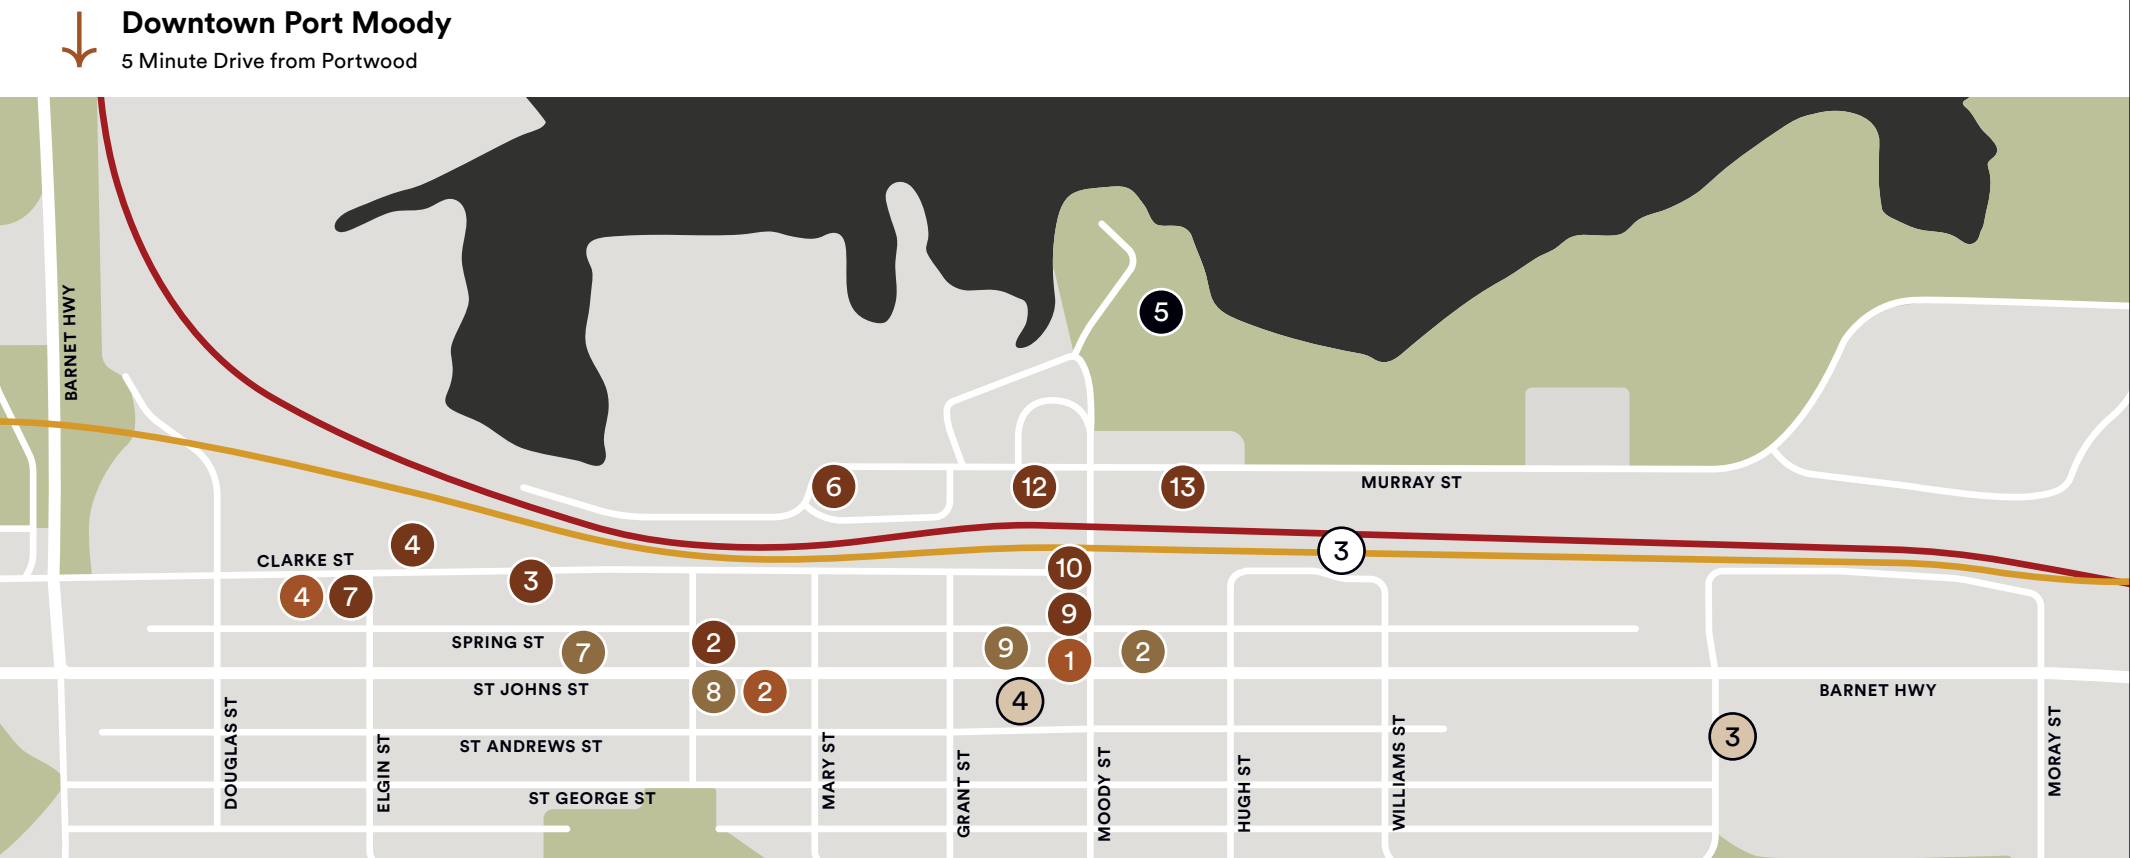 Downtown Port Moody
5 Minute Drive from Portwood
BARNET HWY
5
6
12
13
MURRAY ST
4
3
CLARKE ST
10
3
4
7
9
SPRING ST
7
2
9
1
2
ST JOHNS ST
8
2
4
BARNET HWY
3
ST ANDREWS ST
DOUGLAS ST
ELGIN ST
ST GEORGE ST
MARY ST
GRANT ST
MOODY ST
HUGH ST
WILLIAMS ST
MORAY ST